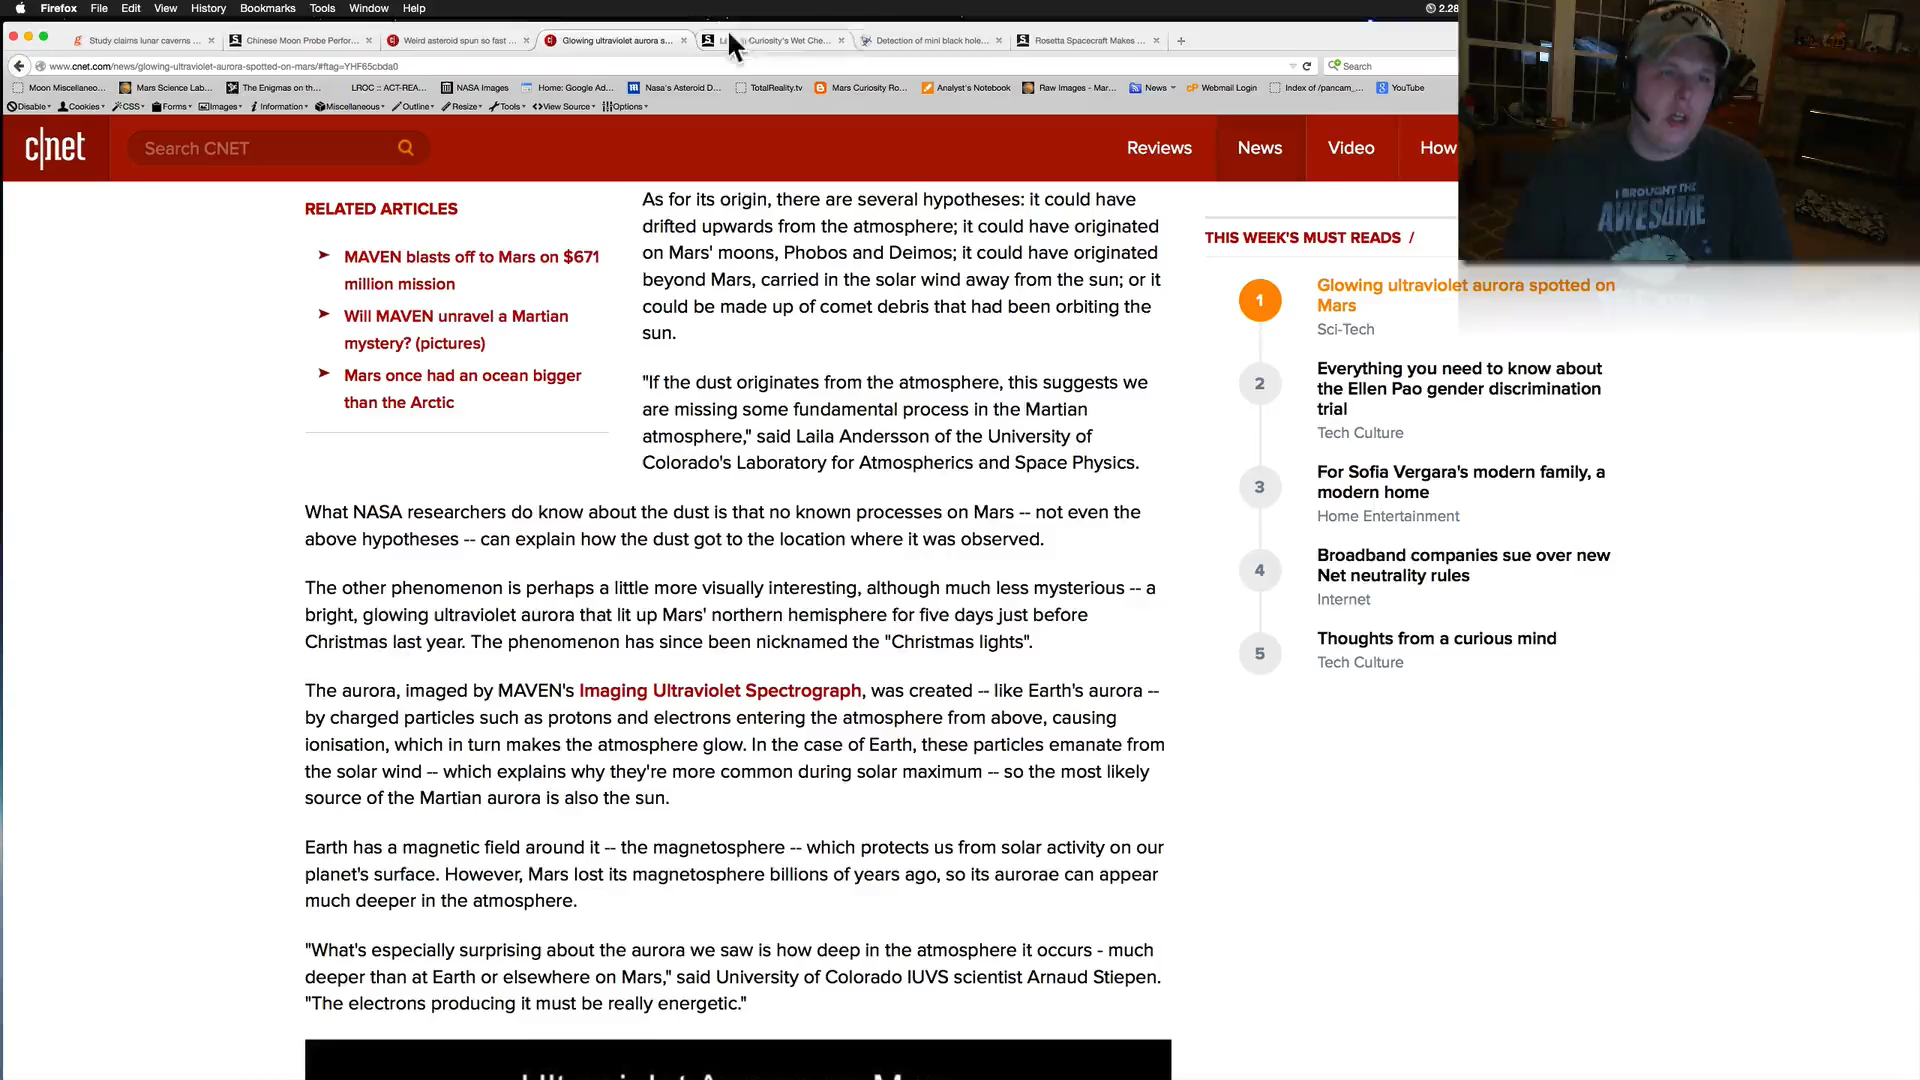 Firefox File Edit View History Bookmarks Tools Window Help 2.28
Study claims lunar caverns ... Chinese Moon Probe Perfor... Weird asteroid spun so fast ... Glowing ultraviolet aurora s... Curiosity's Wet Che... Detection of mini black hole... Rosetta Spacecraft Makes ...
www.cnet.com/news/glowing-ultraviolet-aurora-spotted-on-mars/#ftag=YHF65cbda0 Search
Moon Miscellaneo... Mars Science Lab... The Enigmas on th... LROC :: ACT-REA... NASA Images Home: Google Ad... Nasa's Asteroid D... TotalReality.tv Mars Curiosity Ro... Analyst's Notebook Raw Images - Mar... News Webmail Login Index of /pancam_... YouTube
Disable Cookies CSS Forms Images Information Miscellaneous Outline Resize Tools View Source Options
c|net Search CNET Reviews News Video How
I BROUGHT THE
AWESOME
RELATED ARTICLES
MAVEN blasts off to Mars on $671
million mission
Will MAVEN unravel a Martian
mystery? (pictures)
Mars once had an ocean bigger
than the Arctic
As for its origin, there are several hypotheses: it could have
drifted upwards from the atmosphere; it could have originated
on Mars' moons, Phobos and Deimos; it could have originated
beyond Mars, carried in the solar wind away from the sun; or it
could be made up of comet debris that had been orbiting the
sun.
"If the dust originates from the atmosphere, this suggests we
are missing some fundamental process in the Martian
atmosphere," said Laila Andersson of the University of
Colorado's Laboratory for Atmospherics and Space Physics.
What NASA researchers do know about the dust is that no known processes on Mars -- not even the
above hypotheses -- can explain how the dust got to the location where it was observed.
The other phenomenon is perhaps a little more visually interesting, although much less mysterious -- a
bright, glowing ultraviolet aurora that lit up Mars' northern hemisphere for five days just before
Christmas last year. The phenomenon has since been nicknamed the "Christmas lights".
The aurora, imaged by MAVEN's Imaging Ultraviolet Spectrograph, was created -- like Earth's aurora --
by charged particles such as protons and electrons entering the atmosphere from above, causing
ionisation, which in turn makes the atmosphere glow. In the case of Earth, these particles emanate from
the solar wind -- which explains why they're more common during solar maximum -- so the most likely
source of the Martian aurora is also the sun.
Earth has a magnetic field around it -- the magnetosphere -- which protects us from solar activity on our
planet's surface. However, Mars lost its magnetosphere billions of years ago, so its aurorae can appear
much deeper in the atmosphere.
"What's especially surprising about the aurora we saw is how deep in the atmosphere it occurs - much
deeper than at Earth or elsewhere on Mars," said University of Colorado IUVS scientist Arnaud Stiepen.
"The electrons producing it must be really energetic."
THIS WEEK'S MUST READS /
1 Glowing ultraviolet aurora spotted on
Mars
Sci-Tech
2 Everything you need to know about
the Ellen Pao gender discrimination
trial
Tech Culture
3 For Sofia Vergara's modern family, a
modern home
Home Entertainment
4 Broadband companies sue over new
Net neutrality rules
Internet
5 Thoughts from a curious mind
Tech Culture